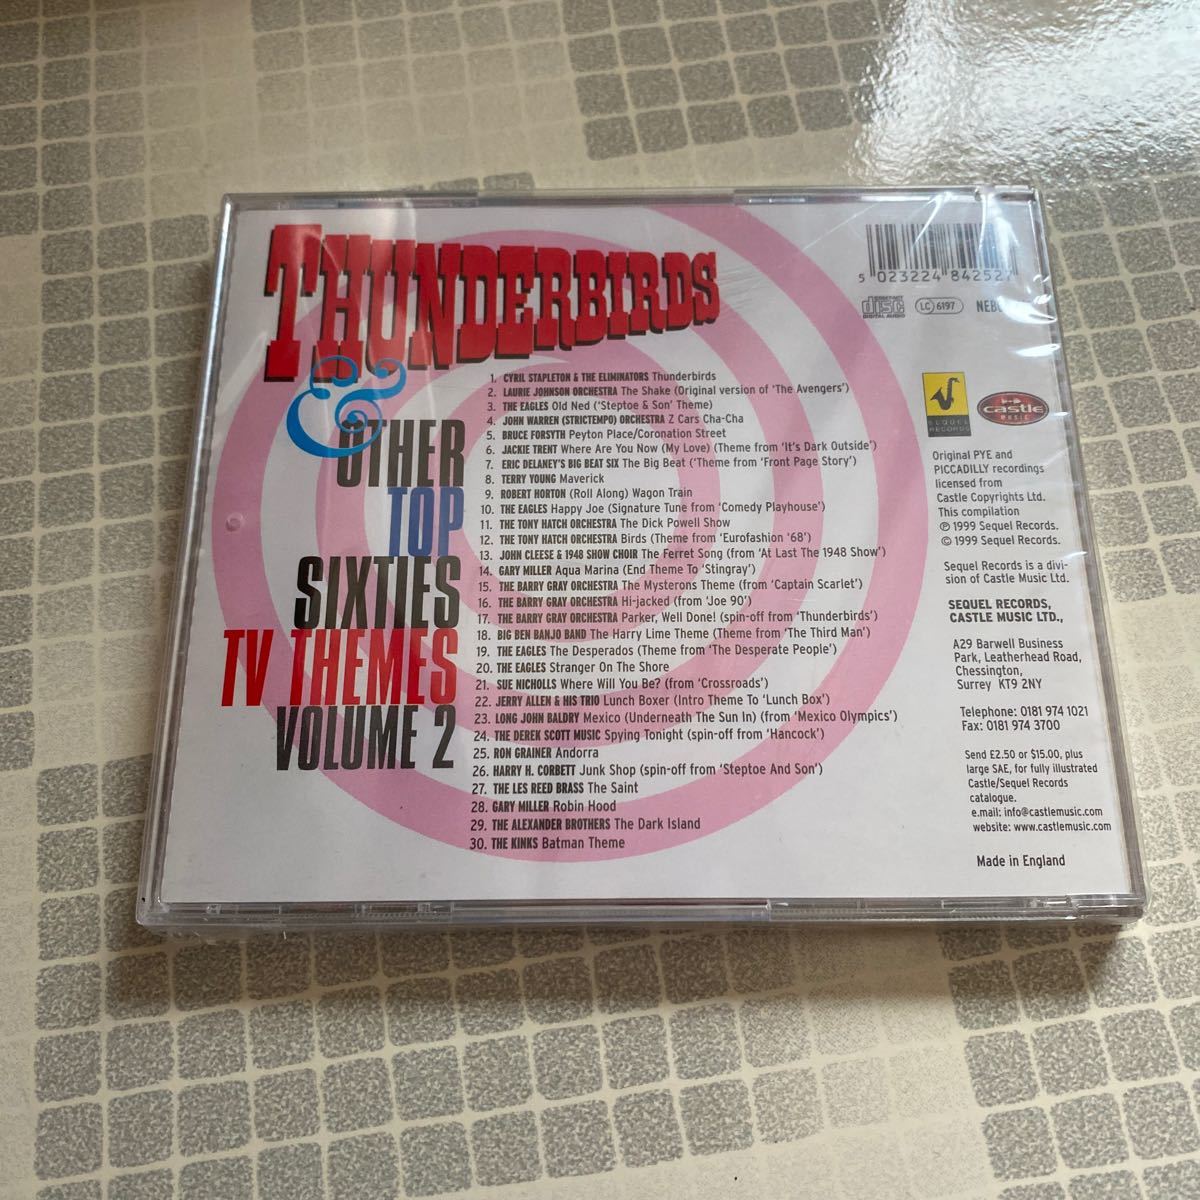 THUNDERBIRDS
&
OTHER
TOP
SIXTIES
TV THEMES
VOLUME 2
1. CYRIL STAPLETON & THE ELIMINATORS Thunderbirds
2. LAURIE JOHNSON ORCHESTRA The Shake (Original version of 'The Avengers')
3. THE EAGLES Old Ned ('Steptoe & Son' Theme)
4. JOHN WARREN (STRICTEMPO) ORCHESTRA Z Cars Cha-Cha
5. BRUCE FORSYTH Peyton Place/Coronation Street
6. JACKIE TRENT Where Are You Now (My Love) (Theme from 'It's Dark Outside')
7. ERIC DELANEY'S BIG BEAT SIX The Big Beat ('Theme from 'Front Page Story')
8. TERRY YOUNG Maverick
9. ROBERT HORTON (Roll Along) Wagon Train
10. THE EAGLES Happy Joe (Signature Tune from 'Comedy Playhouse')
11. THE TONY HATCH ORCHESTRA The Dick Powell Show
12. THE TONY HATCH ORCHESTRA Birds (Theme from 'Eurofashion '68')
13. JOHN CLEESE & 1948 SHOW CHOIR The Ferret Song (from 'At Last The 1948 Show')
14. GARY MILLER Aqua Marina (End Theme To 'Stingray')
15. THE BARRY GRAY ORCHESTRA The Mysterons Theme (from 'Captain Scarlet')
16. THE BARRY GRAY ORCHESTRA Hi-jacked (from 'Joe 90')
17. THE BARRY GRAY ORCHESTRA Parker, Well Done! (spin-off from 'Thunderbirds')
18. BIG BEN BANJO BAND The Harry Lime Theme (Theme from 'The Third Man')
19. THE EAGLES The Desperados (Theme from 'The Desperate People')
20. THE EAGLES Stranger On The Shore
21. SUE NICHOLLS Where Will You Be? (from 'Crossroads')
22. JERRY ALLEN & HIS TRIO Lunch Boxer (Intro Theme To 'Lunch Box')
23. LONG JOHN BALDRY Mexico (Underneath The Sun In) (from 'Mexico Olympics')
24. THE DEREK SCOTT MUSIC Spying Tonight (spin-off from 'Hancock')
25. RON GRAINER Andorra
26. HARRY H. CORBETT Junk Shop (spin-off from 'Steptoe And Son')
27. THE LES REED BRASS The Saint
28. GARY MILLER Robin Hood
29. THE ALEXANDER BROTHERS The Dark Island
30. THE KINKS Batman Theme
5 023224 842527
COMPACT
disc
DIGITAL AUDIO
LC 6197
SEQUEL
RECORDS
castle
MUSIC
Original PYE and
PICCADILLY recordings
licensed from
Castle Copyrights Ltd.
This compilation
℗ 1999 Sequel Records.
© 1999 Sequel Records.
Sequel Records is a divi-
sion of Castle Music Ltd.
SEQUEL RECORDS,
CASTLE MUSIC LTD.,
A29 Barwell Business
Park, Leatherhead Road,
Chessington,
Surrey KT9 2NY
Telephone: 0181 974 1021
Fax: 0181 974 3700
Send £2.50 or $15.00, plus
large SAE, for fully illustrated
Castle/Sequel Records
catalogue.
e.mail: info@castlemusic.com
website: www.castlemusic.com
Made in England